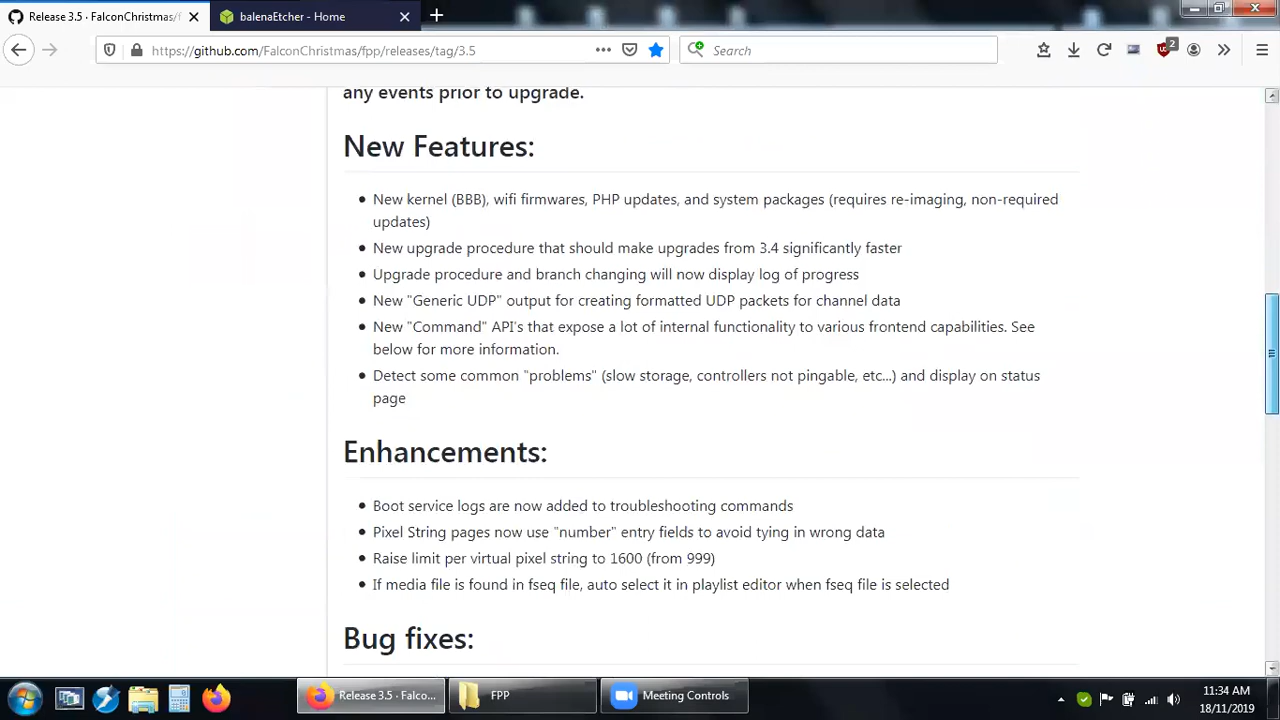 Release 3.5 · FalconChristmas/f
balenaEtcher - Home
https://github.com/FalconChristmas/fpp/releases/tag/3.5
Search
2
any events prior to upgrade.
New Features:
New kernel (BBB), wifi firmwares, PHP updates, and system packages (requires re-imaging, non-required
updates)
New upgrade procedure that should make upgrades from 3.4 significantly faster
Upgrade procedure and branch changing will now display log of progress
New "Generic UDP" output for creating formatted UDP packets for channel data
New "Command" API's that expose a lot of internal functionality to various frontend capabilities. See
below for more information.
Detect some common "problems" (slow storage, controllers not pingable, etc...) and display on status
page
Enhancements:
Boot service logs are now added to troubleshooting commands
Pixel String pages now use "number" entry fields to avoid tying in wrong data
Raise limit per virtual pixel string to 1600 (from 999)
If media file is found in fseq file, auto select it in playlist editor when fseq file is selected
Bug fixes:
Release 3.5 · Falco...
FPP
Meeting Controls
11:34 AM
18/11/2019